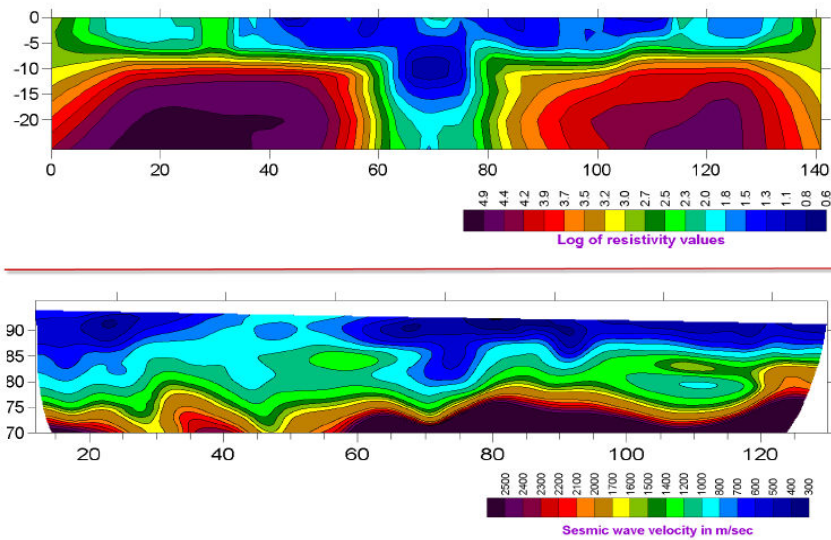 0
-5
-10
-15
-20
0 20 40 60 80 100 120 140
4.9 4.4 4.2 3.9 3.7 3.5 3.2 3.0 2.7 2.5 2.3 2.0 1.8 1.5 1.3 1.1 0.8 0.6
Log of resistivity values
90
85
80
75
70
20 40 60 80 100 120
2500 2400 2300 2200 2100 2000 1700 1600 1500 1400 1200 1000 800 700 600 500 400 300
Sesmic wave velocity in m/sec